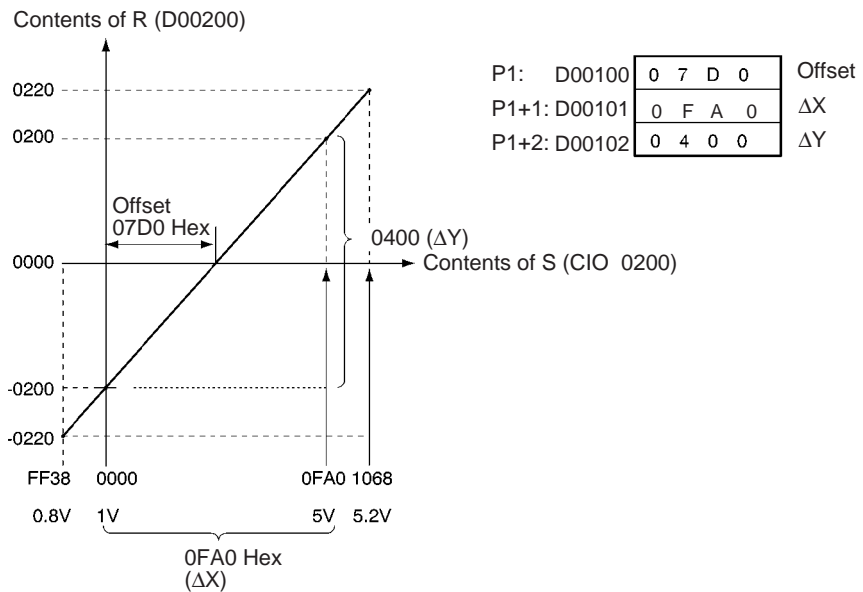 Contents of R (D00200)
P1: D00100 0 7 D 0 Offset
P1+1: D00101 0 F A 0 ΔX
P1+2: D00102 0 4 0 0 ΔY
0220
0200
Offset
07D0 Hex
0400 (ΔY)
0000
Contents of S (CIO 0200)
-0200
-0220
FF38 0000 0FA0 1068
0.8V 1V 5V 5.2V
0FA0 Hex
(ΔX)